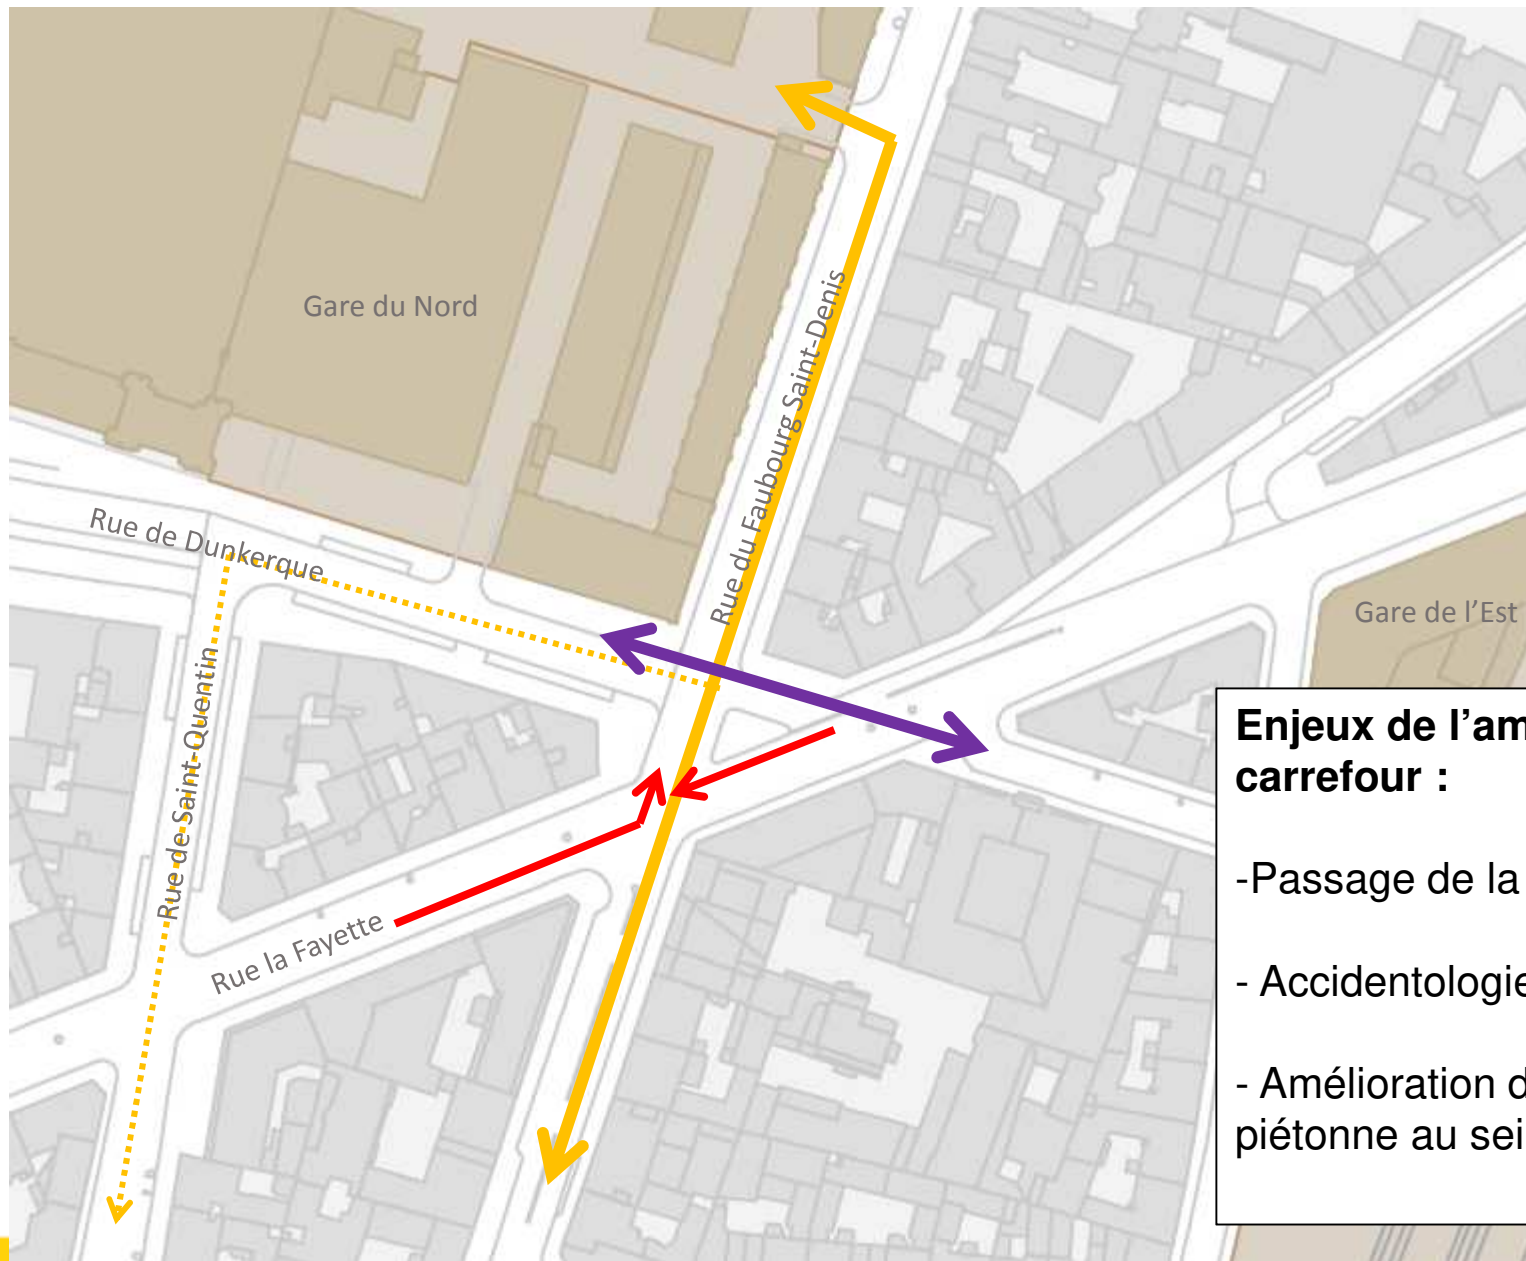 Gare du Nord
Rue du Faubourg Saint-Denis
Rue de Dunkerque
Gare de l’Est
Rue de Saint-Quentin
Rue la Fayette
Enjeux de l’am
carrefour :
-Passage de la
- Accidentologie
- Amélioration d
piétonne au sei